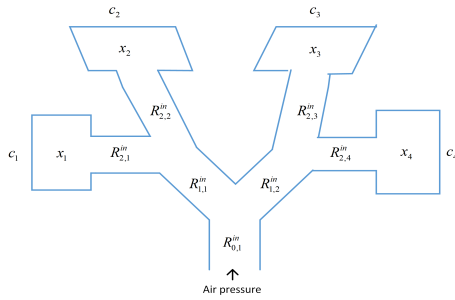 c₂ c₃
x₂ x₃
R₂,₂ⁱⁿ R₂,₃ⁱⁿ
c₁ x₁ R₂,₁ⁱⁿ R₂,₄ⁱⁿ x₄
R₁,₁ⁱⁿ R₁,₂ⁱⁿ
R₀,₁ⁱⁿ
Air pressure